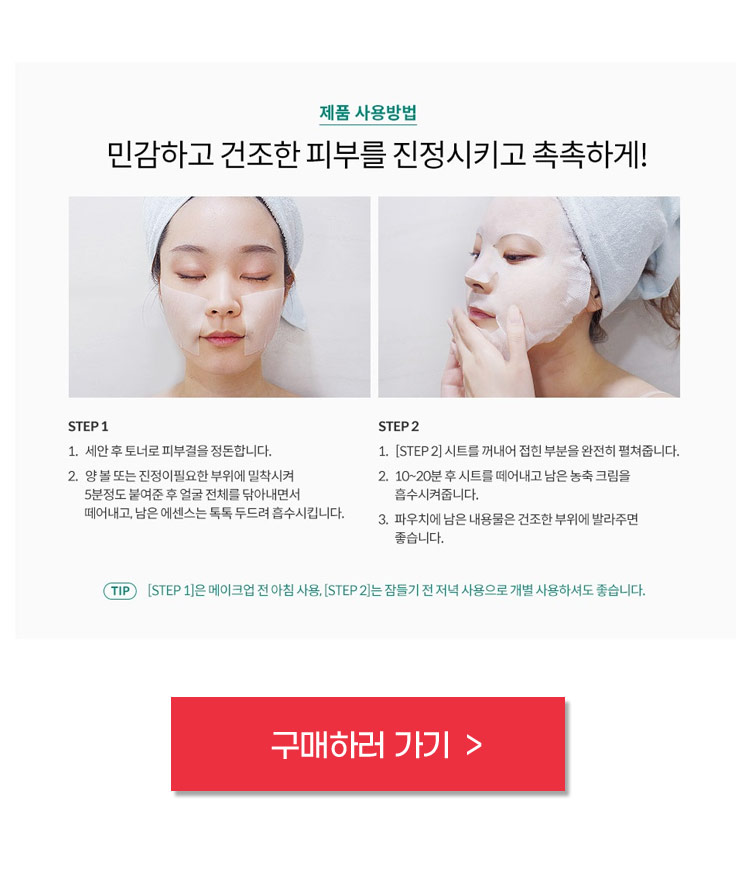 제품 사용방법
민감하고 건조한 피부를 진정시키고 촉촉하게!
STEP 1
1. 세안 후 토너로 피부결을 정돈합니다.
2. 양 볼 또는 진정이필요한 부위에 밀착시켜
5분정도 붙여준 후 얼굴 전체를 닦아내면서
떼어내고, 남은 에센스는 톡톡 두드려 흡수시킵니다.
STEP 2
1. [STEP 2] 시트를 꺼내어 접힌 부분을 완전히 펼쳐줍니다.
2. 10~20분 후 시트를 떼어내고 남은 농축 크림을
흡수시켜줍니다.
3. 파우치에 남은 내용물은 건조한 부위에 발라주면
좋습니다.
TIP [STEP 1]은 메이크업 전 아침 사용, [STEP 2]는 잠들기 전 저녁 사용으로 개별 사용하셔도 좋습니다.
구매하러 가기 >